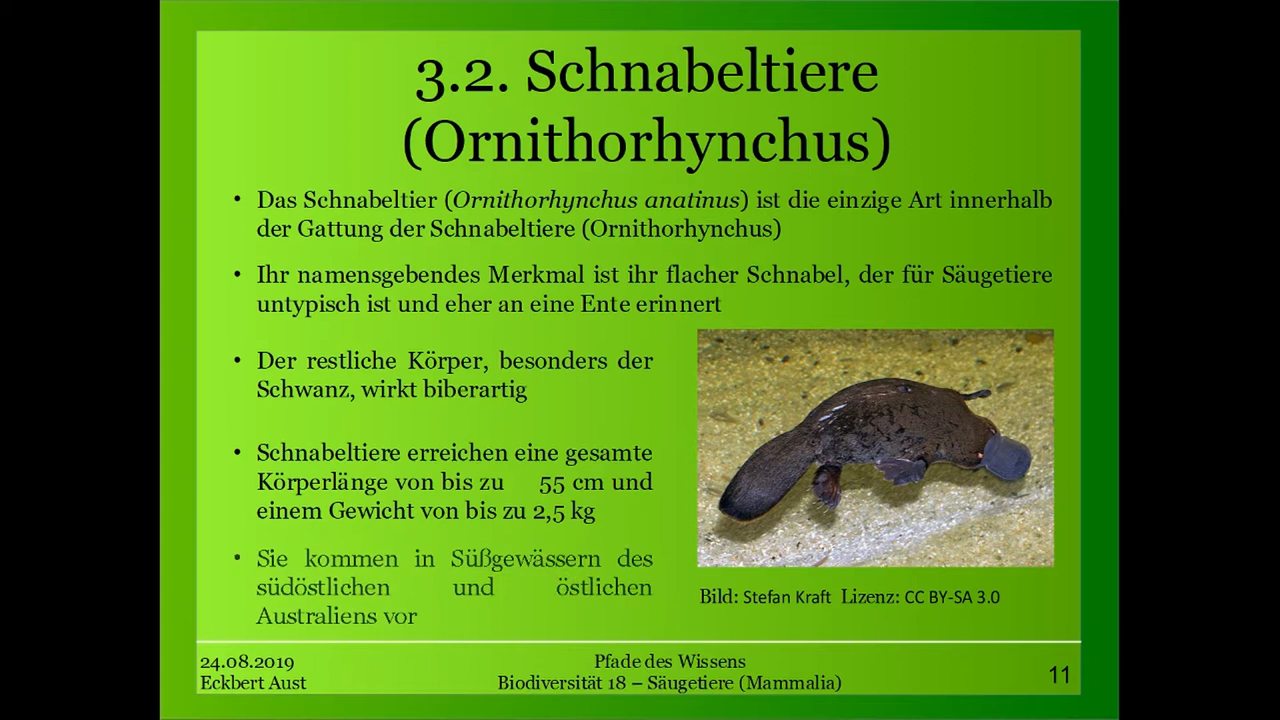 3.2. Schnabeltiere
(Ornithorhynchus)
• Das Schnabeltier (Ornithorhynchus anatinus) ist die einzige Art innerhalb
der Gattung der Schnabeltiere (Ornithorhynchus)
• Ihr namensgebendes Merkmal ist ihr flacher Schnabel, der für Säugetiere
untypisch ist und eher an eine Ente erinnert
• Der restliche Körper, besonders der
Schwanz, wirkt biberartig
• Schnabeltiere erreichen eine gesamte
Körperlänge von bis zu 55 cm und
einem Gewicht von bis zu 2,5 kg
• Sie kommen in Süßgewässern des
südöstlichen und östlichen
Australiens vor
Bild: Stefan Kraft Lizenz: CC BY-SA 3.0
24.08.2019
Eckbert Aust
Pfade des Wissens
Biodiversität 18 – Säugetiere (Mammalia)
11